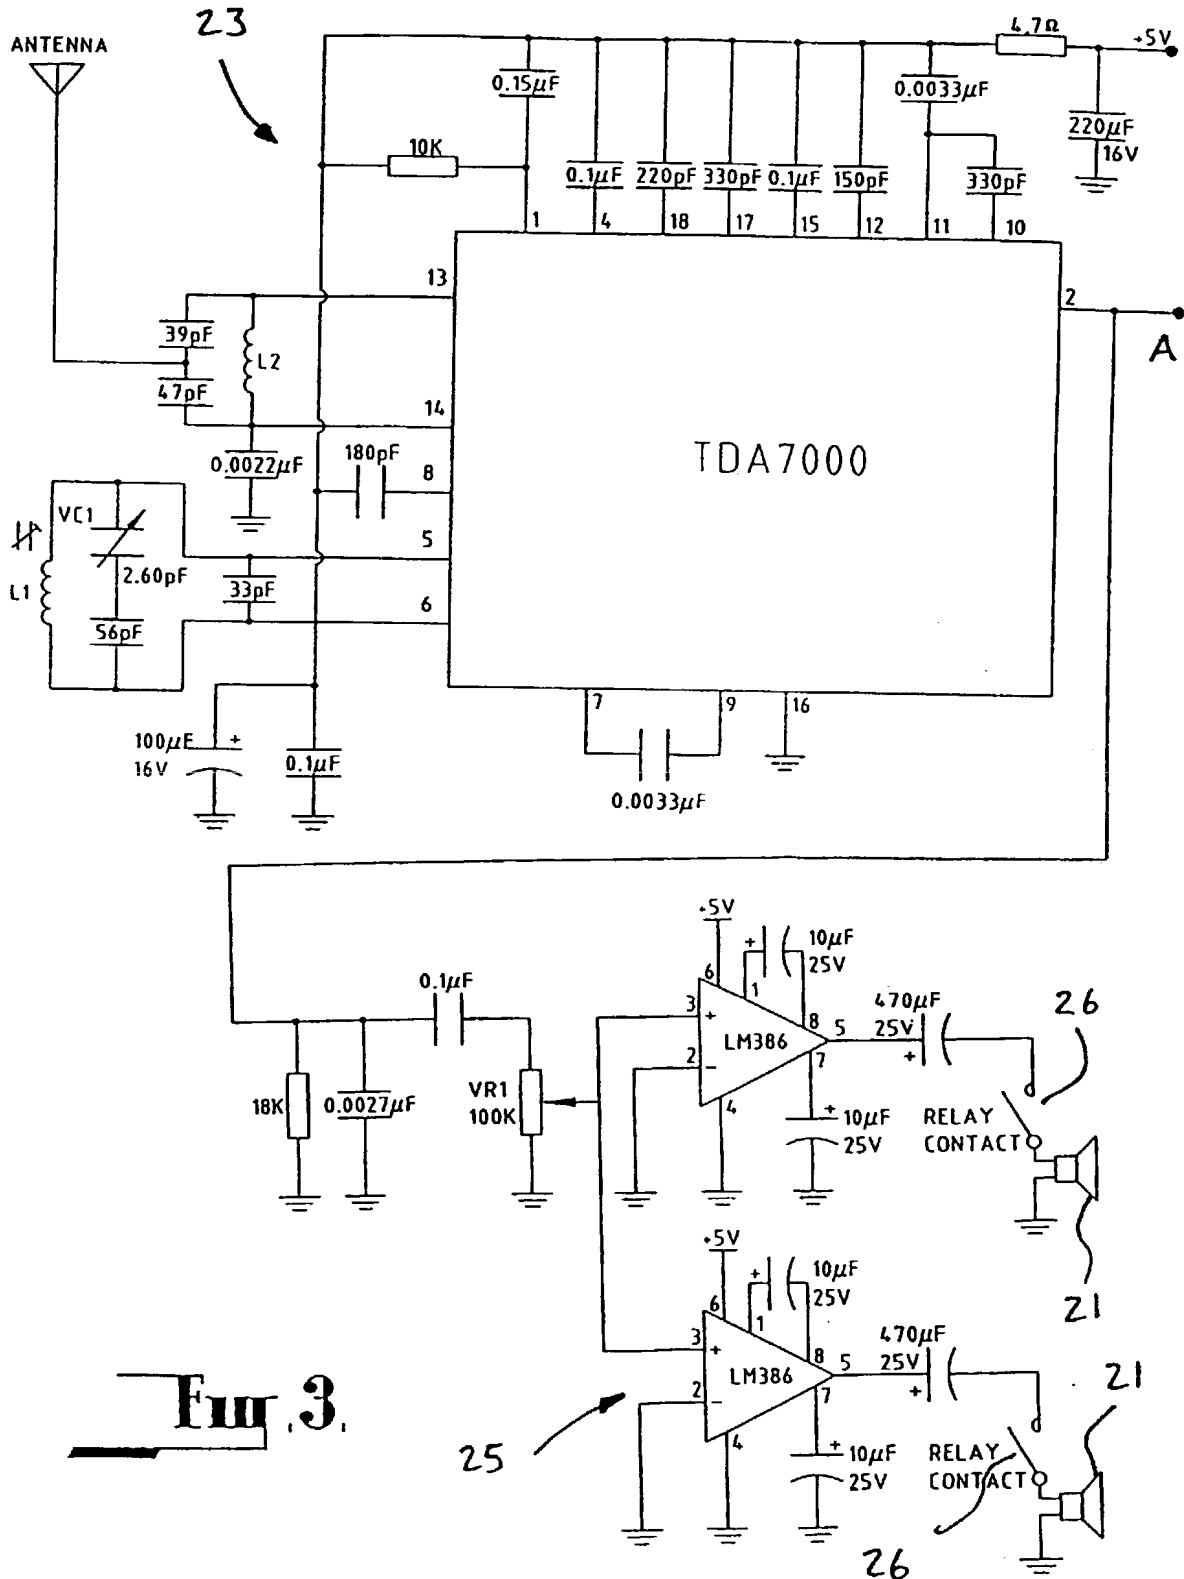 23
ANTENNA
4.7Ω
+5V
0.15µF
0.0033µF
220µF
16V
10K
0.1µF
220pF
330pF
0.1µF
150pF
330pF
1
4
18
17
15
12
11
10
13
2
39pF
L2
A
47pF
14
TDA7000
0.0022µF
180pF
8
VC1
5
2.60pF
L1
33pF
6
56pF
7
9
16
100µF
+
16V
0.1µF
0.0033µF
+5V
10µF
25V
+
6
1
0.1µF
3
+
8
5
470µF
25V
+
26
LM386
2
-
7
VR1
100K
18K
0.0027µF
4
+
10µF
25V
RELAY
CONTACT
21
+5V
10µF
25V
+
6
1
3
+
8
5
470µF
25V
+
21
LM386
2
-
7
Fig. 3.
4
25
+
10µF
25V
RELAY
CONTACT
26